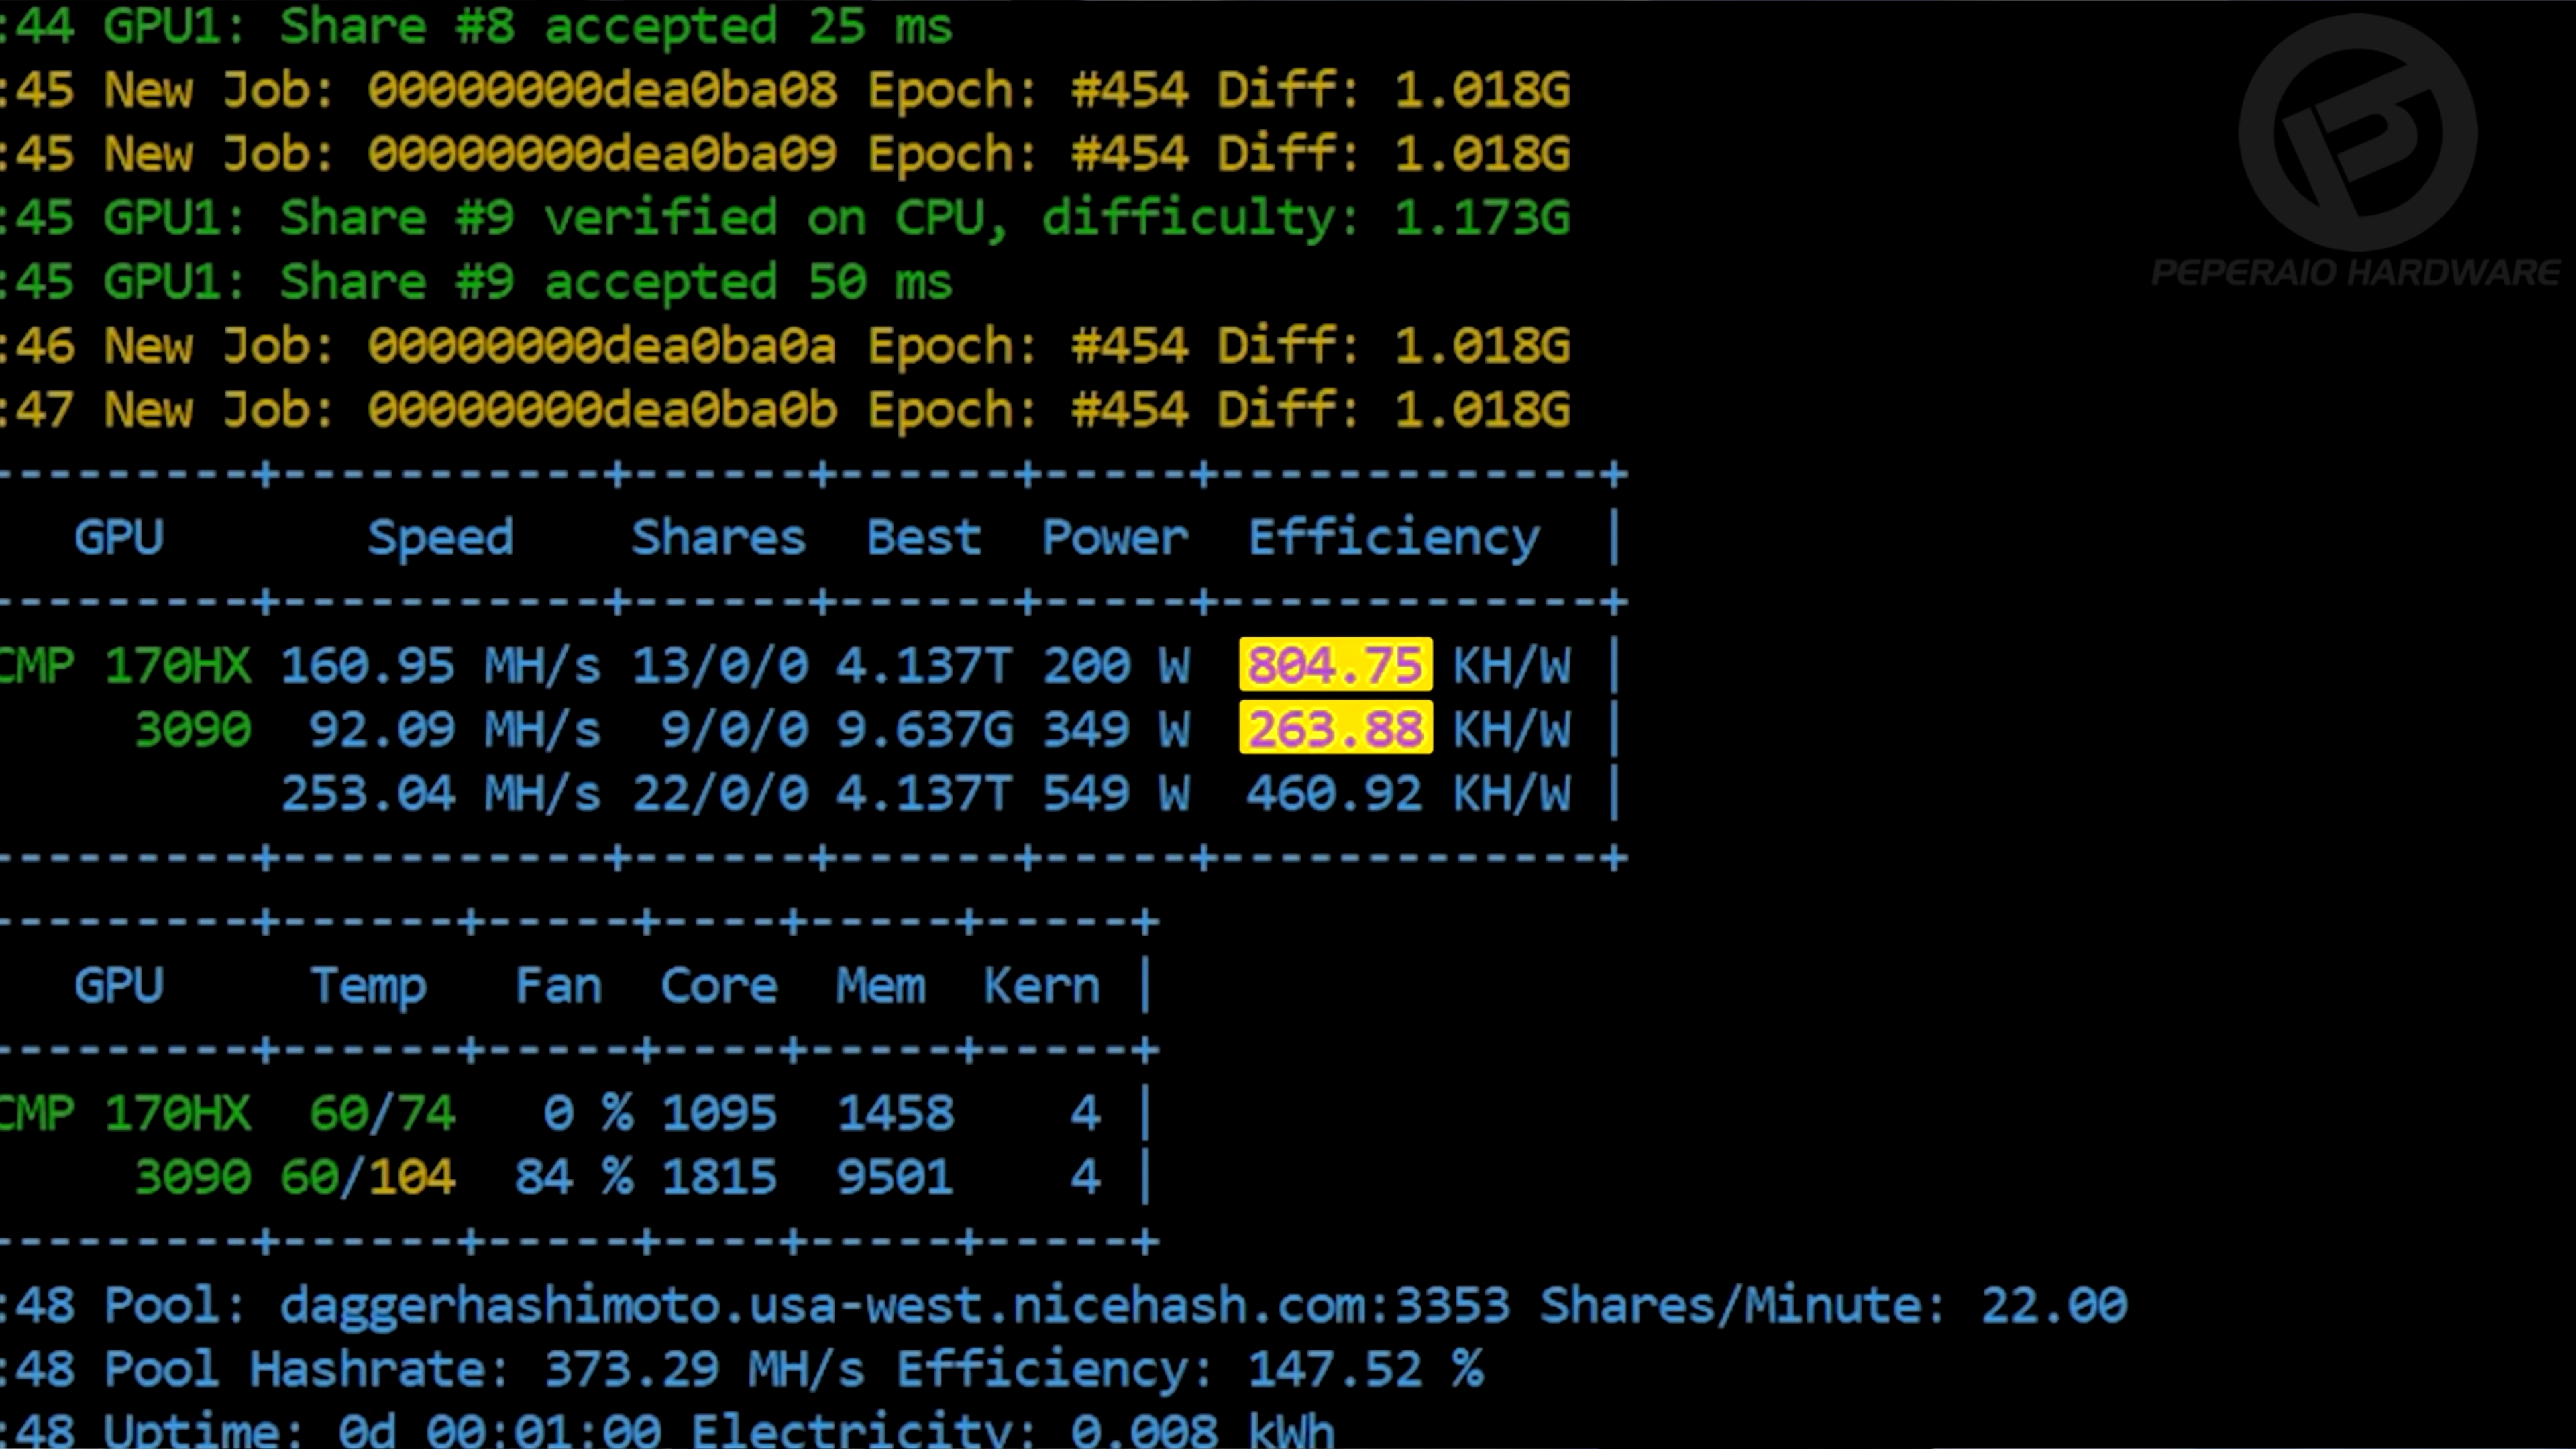 :44 GPU1: Share #8 accepted 25 ms
:45 New Job: 00000000dea0ba08 Epoch: #454 Diff: 1.018G
:45 New Job: 00000000dea0ba09 Epoch: #454 Diff: 1.018G
:45 GPU1: Share #9 verified on CPU, difficulty: 1.173G
:45 GPU1: Share #9 accepted 50 ms
:46 New Job: 00000000dea0ba0a Epoch: #454 Diff: 1.018G
:47 New Job: 00000000dea0ba0b Epoch: #454 Diff: 1.018G
PEPERAIO HARDWARE
GPU Speed Shares Best Power Efficiency
CMP 170HX 160.95 MH/s 13/0/0 4.137T 200 W 804.75 KH/W
3090 92.09 MH/s 9/0/0 9.637G 349 W 263.88 KH/W
253.04 MH/s 22/0/0 4.137T 549 W 460.92 KH/W
GPU Temp Fan Core Mem Kern
CMP 170HX 60/74 0 % 1095 1458 4
3090 60/104 84 % 1815 9501 4
:48 Pool: daggerhashimoto.usa-west.nicehash.com:3353 Shares/Minute: 22.00
:48 Pool Hashrate: 373.29 MH/s Efficiency: 147.52 %
:48 Uptime: 0d 00:01:00 Electricity: 0.008 kWh